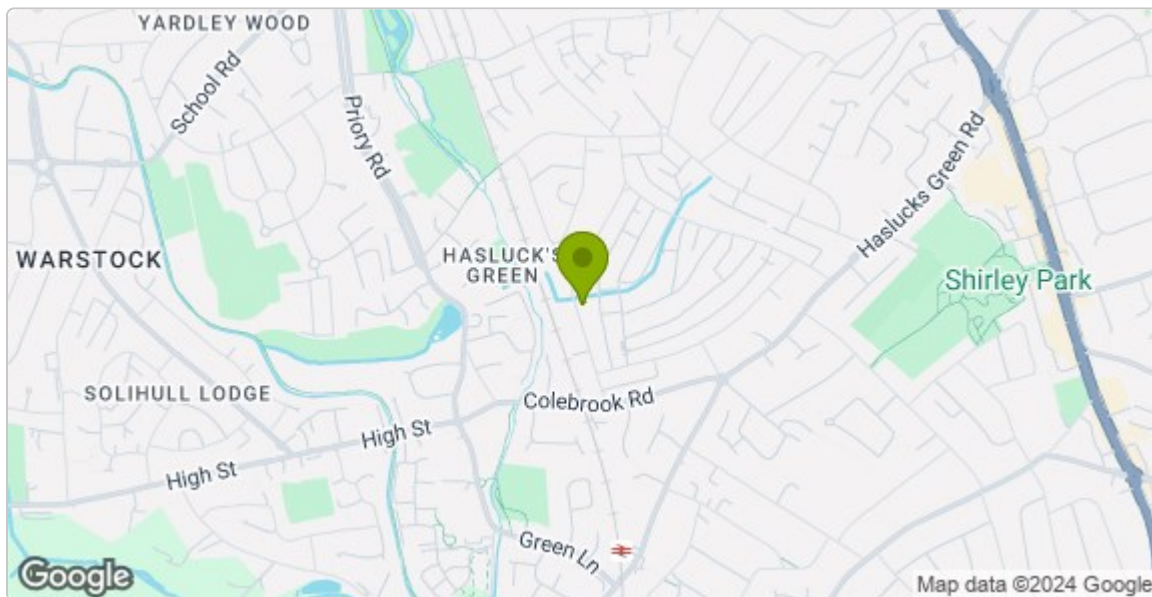 YARDLEY WOOD
School Rd
Priory Rd
Haslucks Green Rd
HASLUCK'S
GREEN
WARSTOCK
Shirley Park
SOLIHULL LODGE
Colebrook Rd
High St
High St
Green Ln
Google
Map data ©2024 Google